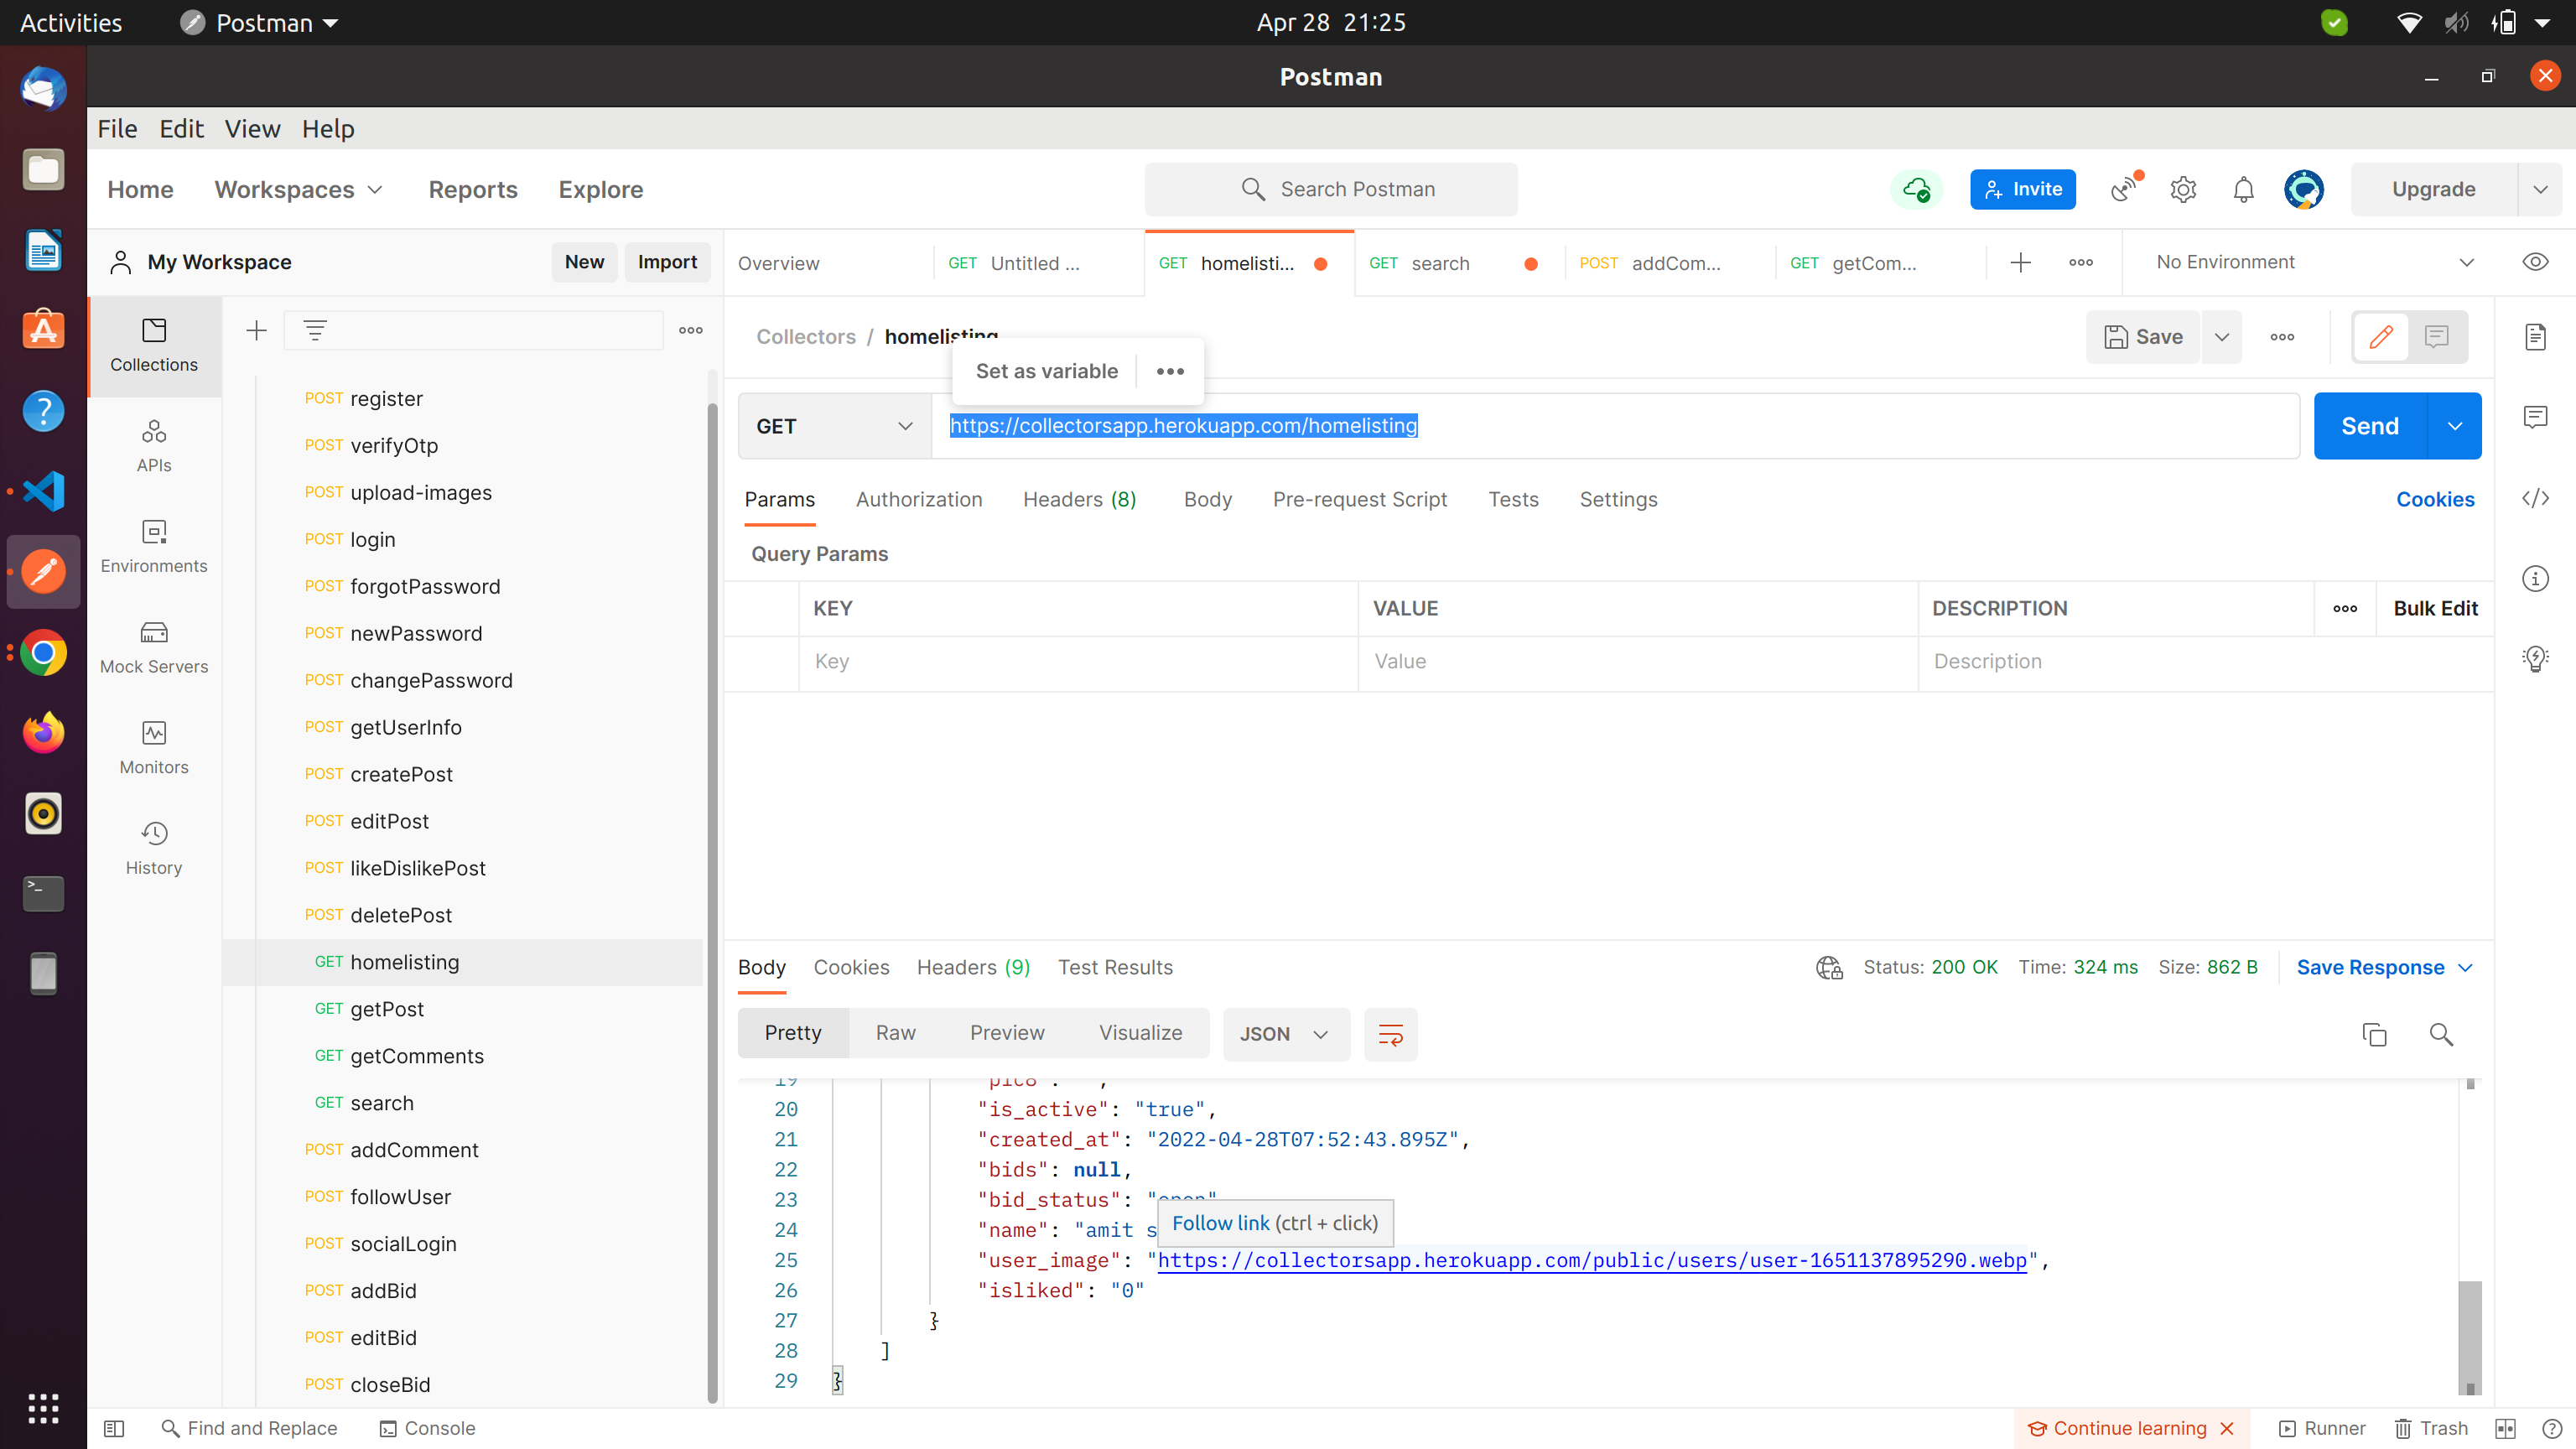 Activities Postman Apr 28 21:25
Postman
File Edit View Help
Home Workspaces Reports Explore Search Postman Invite Upgrade
My Workspace New Import Overview GET Untitled ... GET homelisti... GET search POST addCom... GET getCom... No Environment
Collectors / homelisting Save
Set as variable
GET https://collectorsapp.herokuapp.com/homelisting Send
Params Authorization Headers (8) Body Pre-request Script Tests Settings Cookies
Query Params
KEY VALUE DESCRIPTION Bulk Edit
Key Value Description
Collections
APIs
Environments
Mock Servers
Monitors
History
POST register
POST verifyOtp
POST upload-images
POST login
POST forgotPassword
POST newPassword
POST changePassword
POST getUserInfo
POST createPost
POST editPost
POST likeDislikePost
POST deletePost
GET homelisting
GET getPost
GET getComments
GET search
POST addComment
POST followUser
POST socialLogin
POST addBid
POST editBid
POST closeBid
Body Cookies Headers (9) Test Results Status: 200 OK Time: 324 ms Size: 862 B Save Response
Pretty Raw Preview Visualize JSON
19 "pic8": "",
20 "is_active": "true",
21 "created_at": "2022-04-28T07:52:43.895Z",
22 "bids": null,
23 "bid_status": "open"
Follow link (ctrl + click)
24 "name": "amit s
25 "user_image": "https://collectorsapp.herokuapp.com/public/users/user-1651137895290.webp",
26 "isliked": "0"
27 }
28 ]
29 }
Find and Replace Console Continue learning Runner Trash